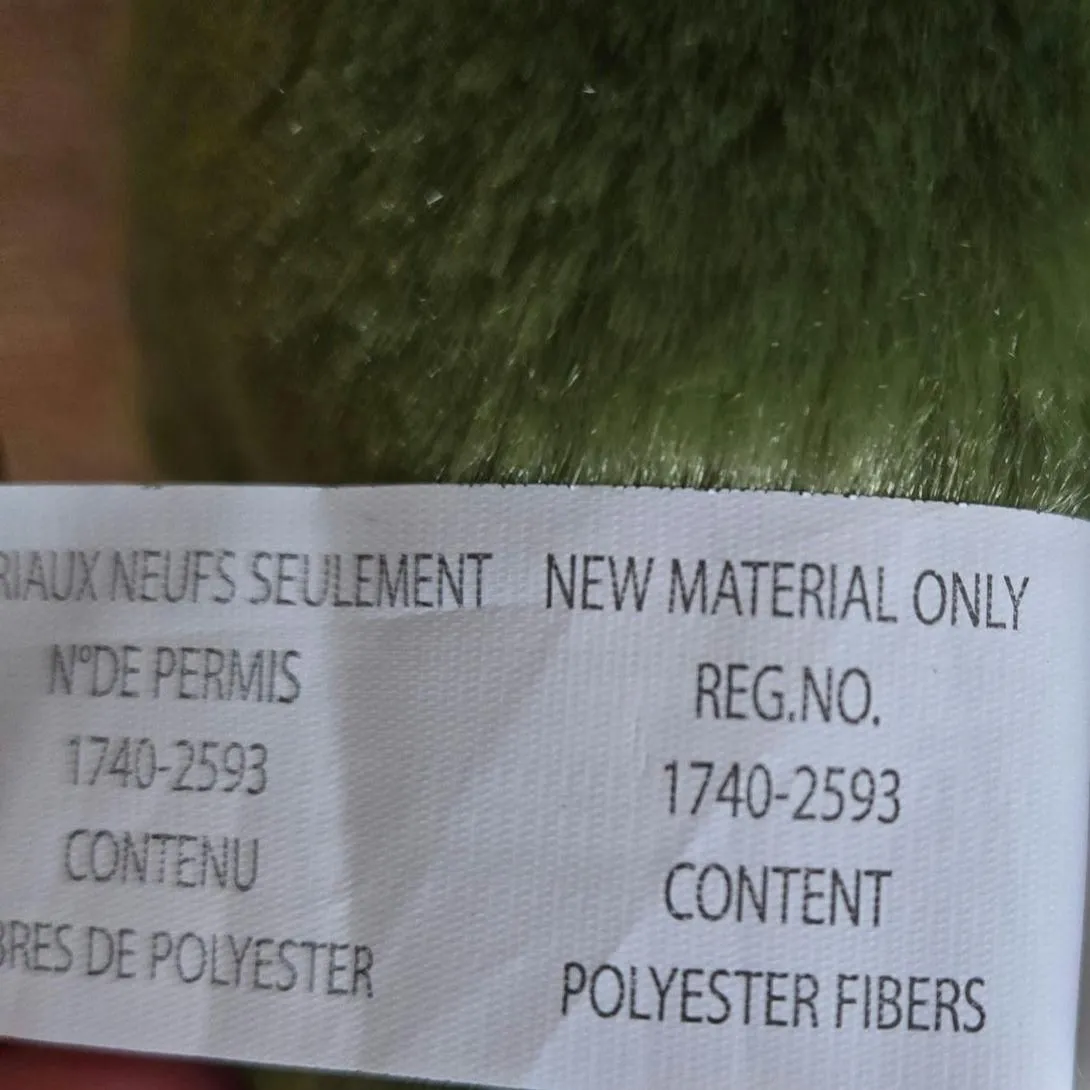 RIAUX NEUFS SEULEMENT
N°DE PERMIS
1740-2593
CONTENU
BRES DE POLYESTER
NEW MATERIAL ONLY
REG.NO.
1740-2593
CONTENT
POLYESTER FIBERS